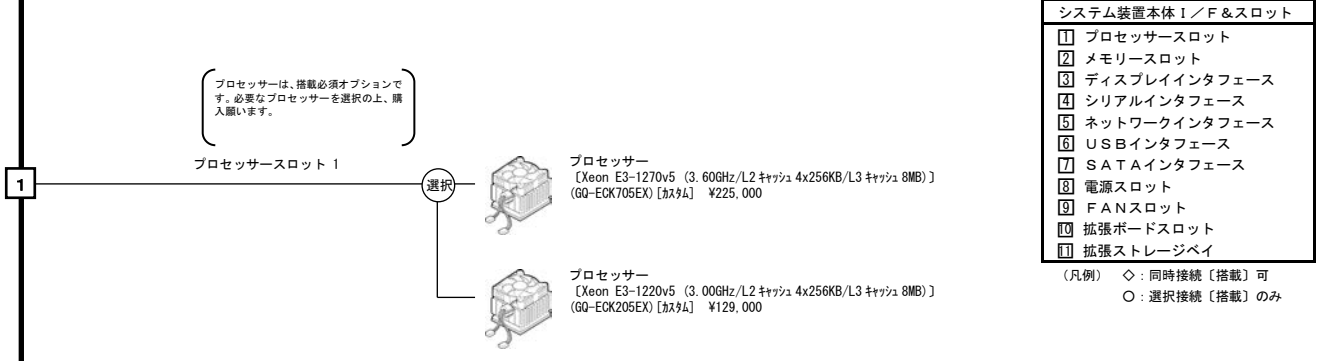 プロセッサーは、搭載必須オプションで
す。必要なプロセッサーを選択の上、購
入願います。
1
プロセッサースロット 1
選択
プロセッサー
〔Xeon E3-1270v5 (3.60GHz/L2 キャッシュ 4x256KB/L3 キャッシュ 8MB)〕
(GQ-ECK705EX)[カスタム] ¥225,000
プロセッサー
〔Xeon E3-1220v5 (3.00GHz/L2 キャッシュ 4x256KB/L3 キャッシュ 8MB)〕
(GQ-ECK205EX)[カスタム] ¥129,000
システム装置本体Ⅰ/F&スロット
1 プロセッサースロット
2 メモリースロット
3 ディスプレイインタフェース
4 シリアルインタフェース
5 ネットワークインタフェース
6 USBインタフェース
7 SATAインタフェース
8 電源スロット
9 FANスロット
10 拡張ボードスロット
11 拡張ストレージベイ
(凡例) ◇:同時接続〔搭載〕可
○:選択接続〔搭載〕のみ